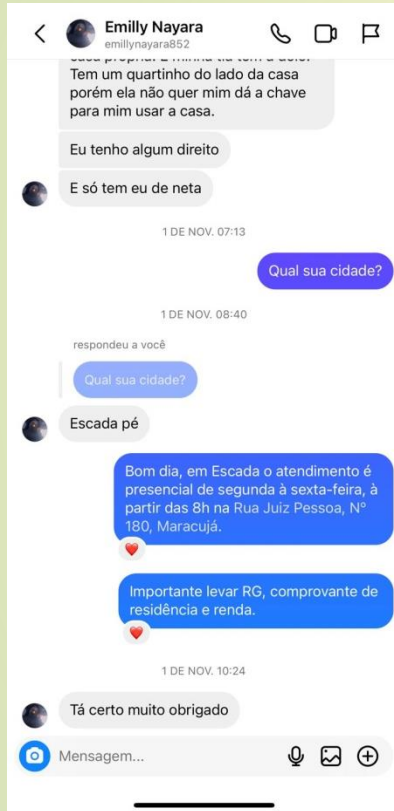 Emilly Nayara
emillynayara852
Tem um quartinho do lado da casa
porém ela não quer mim dá a chave
para mim usar a casa.
Eu tenho algum direito
E só tem eu de neta
1 DE NOV. 07:13
Qual sua cidade?
1 DE NOV. 08:40
respondeu a você
Qual sua cidade?
Escada pé
Bom dia, em Escada o atendimento é
presencial de segunda à sexta-feira, à
partir das 8h na Rua Juiz Pessoa, Nº
180, Maracujá.
Importante levar RG, comprovante de
residência e renda.
1 DE NOV. 10:24
Tá certo muito obrigado
Mensagem...